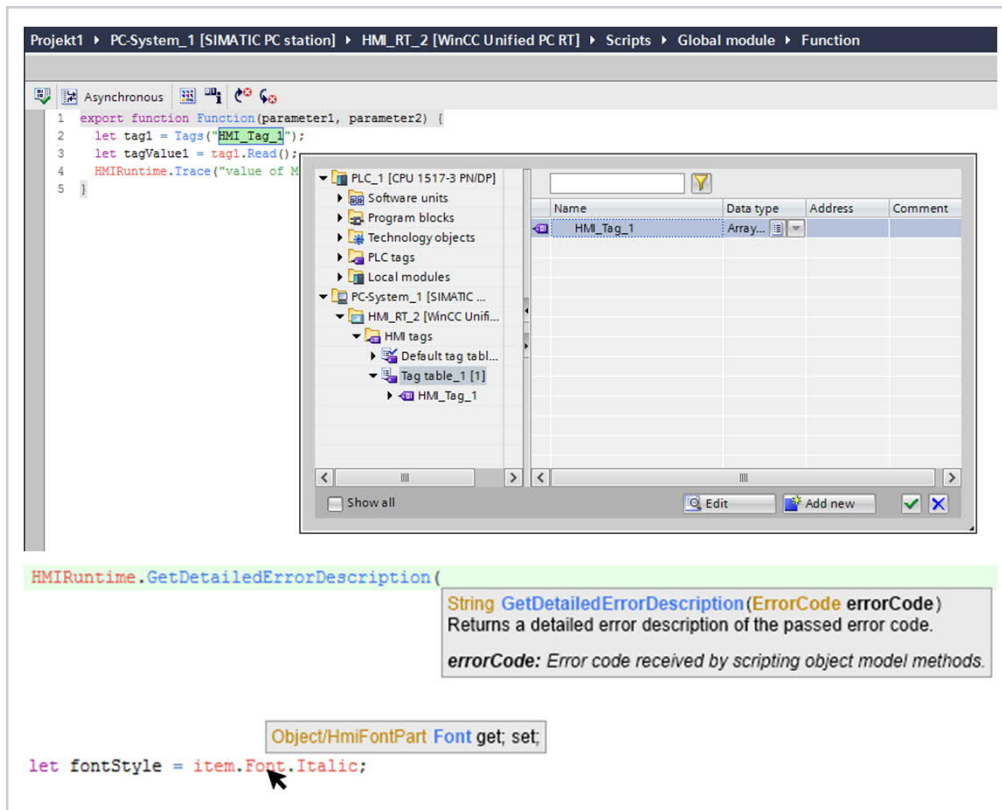 Projekt1 ▸ PC-System_1 [SIMATIC PC station] ▸ HMI_RT_2 [WinCC Unified PC RT] ▸ Scripts ▸ Global module ▸ Function
Asynchronous
1 export function Function(parameter1, parameter2) {
2 let tag1 = Tags("HMI_Tag_1");
3 let tagValue1 = tag1.Read();
4 HMIRuntime.Trace("value of M
5 }
PLC_1 [CPU 1517-3 PN/DP]
Software units
Program blocks
Technology objects
PLC tags
Local modules
PC-System_1 [SIMATIC ...
HMI_RT_2 [WinCC Unifi...
HMI tags
Default tag tabl...
Tag table_1 [1]
HMI_Tag_1
Name Data type Address Comment
HMI_Tag_1 Array...
Show all
Edit Add new
HMIRuntime.GetDetailedErrorDescription(
String GetDetailedErrorDescription(ErrorCode errorCode)
Returns a detailed error description of the passed error code.
errorCode: Error code received by scripting object model methods.
Object/HmiFontPart Font get; set;
let fontStyle = item.Font.Italic;